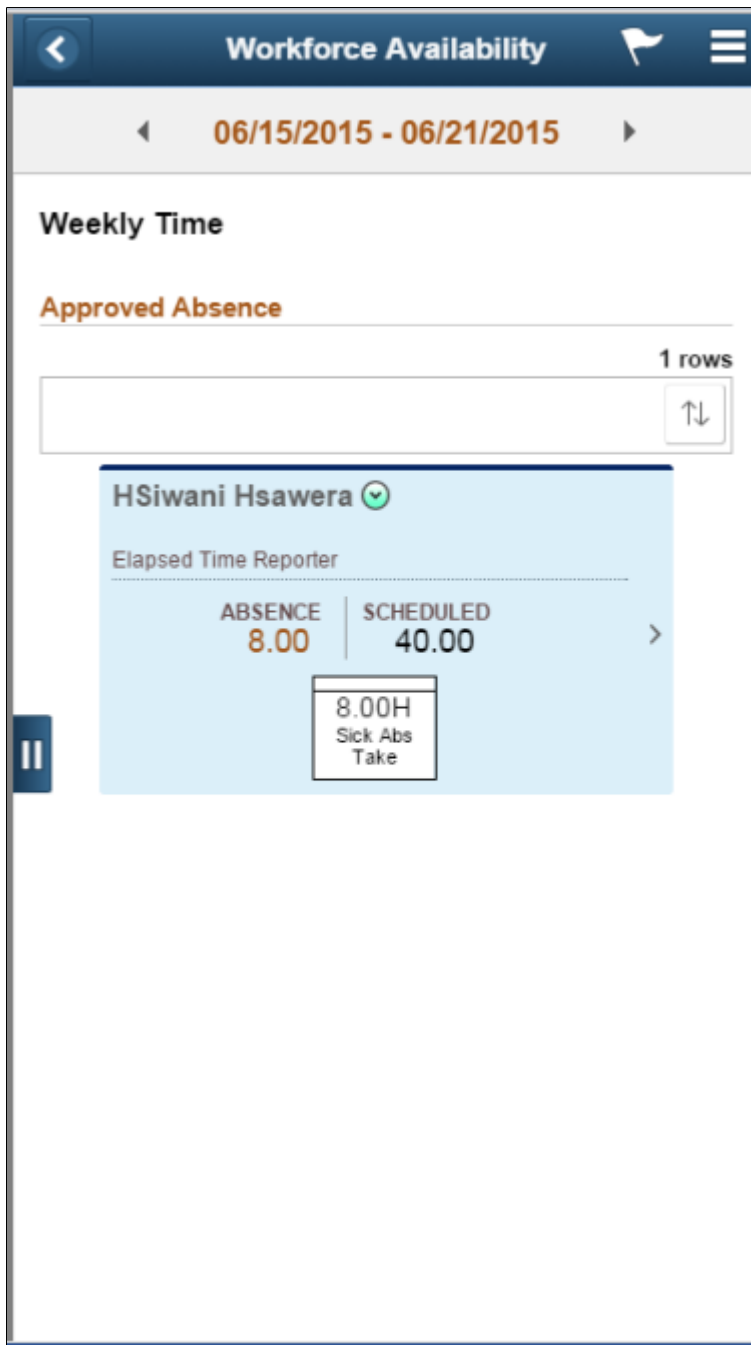 Workforce Availability
06/15/2015 - 06/21/2015
Weekly Time
Approved Absence
1 rows
HSiwani Hsawera
Elapsed Time Reporter
ABSENCE SCHEDULED
8.00 40.00
8.00H
Sick Abs
Take